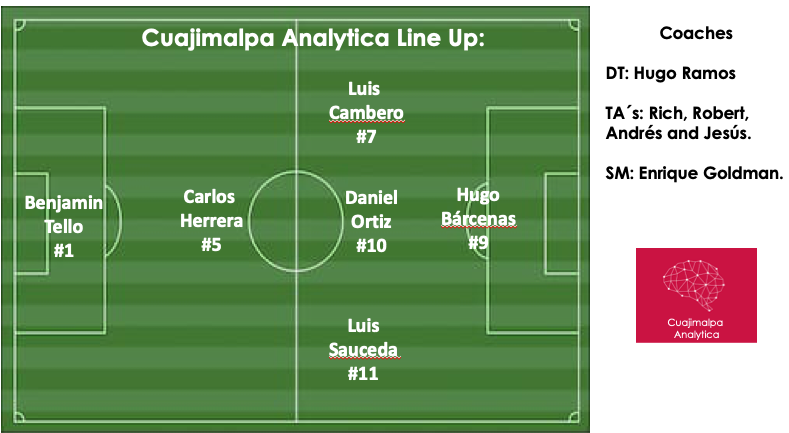 Cuajimalpa Analytica Line Up:
Luis
Cambero
#7
Benjamin
Tello
#1
Carlos
Herrera
#5
Daniel
Ortiz
#10
Hugo
Bárcenas
#9
Luis
Sauceda
#11
Coaches
DT: Hugo Ramos
TA´s: Rich, Robert,
Andrés and Jesús.
SM: Enrique Goldman.
Cuajimalpa
Analytica